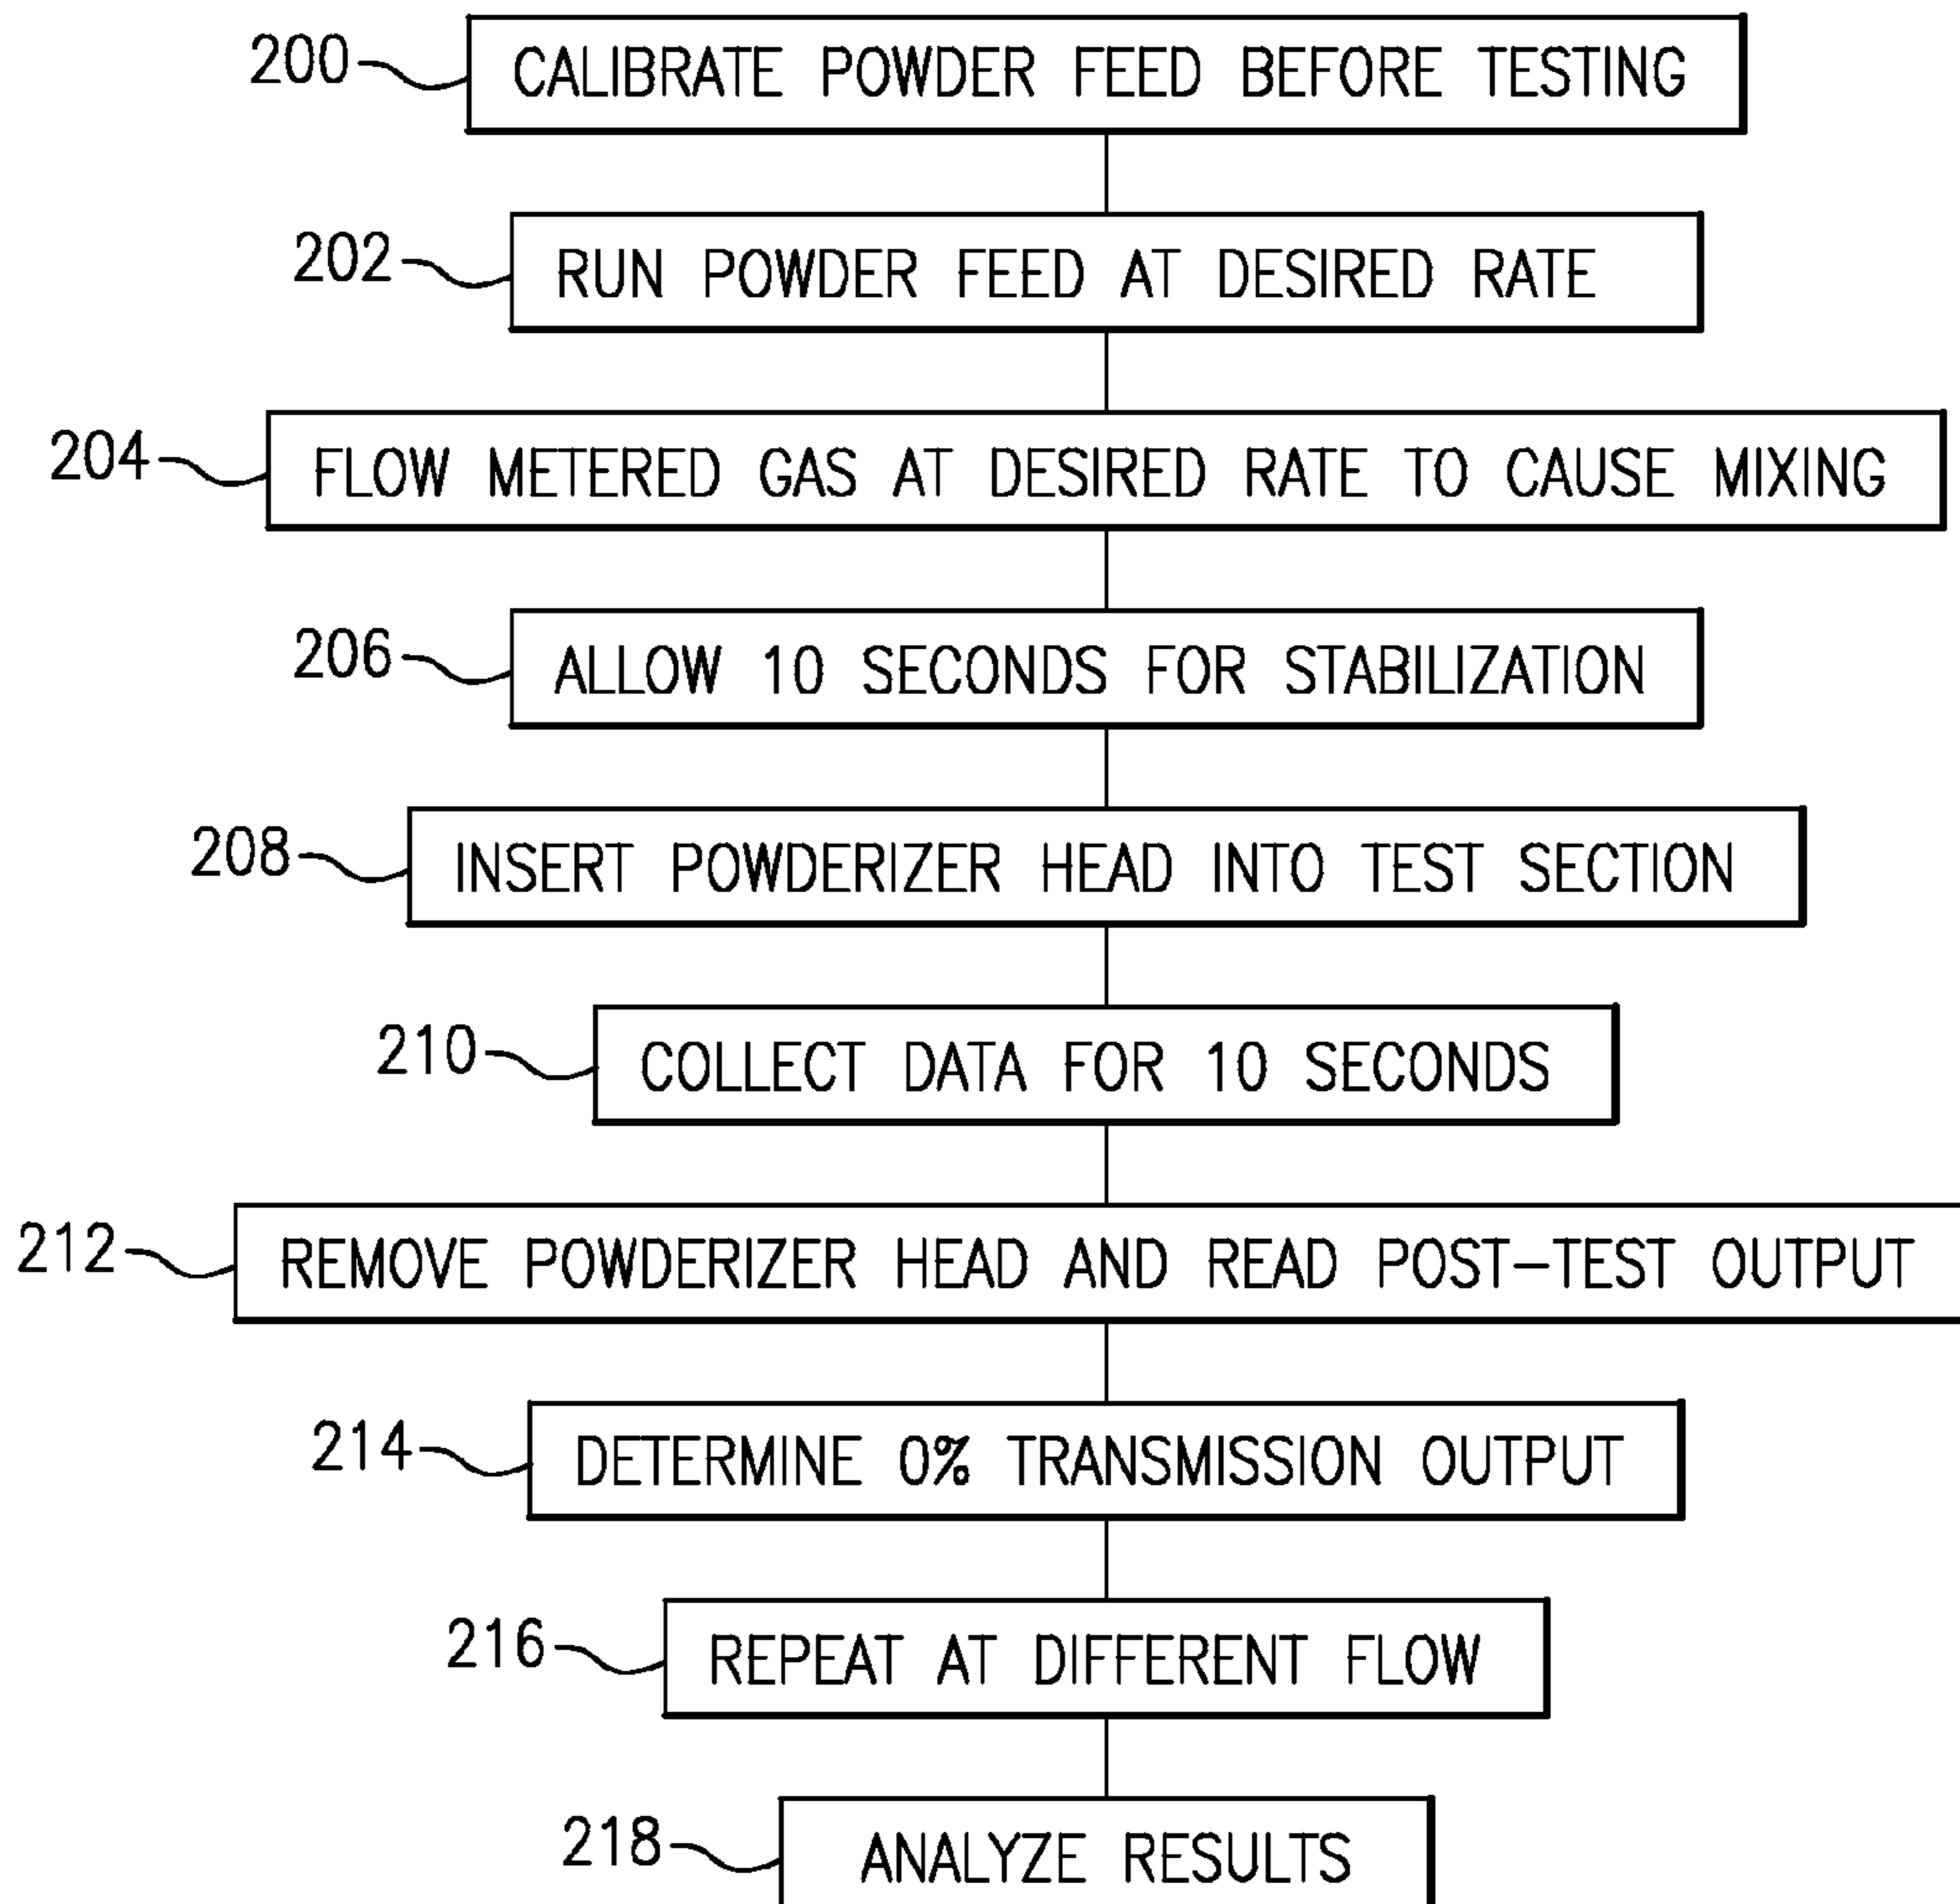 200 CALIBRATE POWDER FEED BEFORE TESTING
202 RUN POWDER FEED AT DESIRED RATE
204 FLOW METERED GAS AT DESIRED RATE TO CAUSE MIXING
206 ALLOW 10 SECONDS FOR STABILIZATION
208 INSERT POWDERIZER HEAD INTO TEST SECTION
210 COLLECT DATA FOR 10 SECONDS
212 REMOVE POWDERIZER HEAD AND READ POST-TEST OUTPUT
214 DETERMINE 0% TRANSMISSION OUTPUT
216 REPEAT AT DIFFERENT FLOW
218 ANALYZE RESULTS